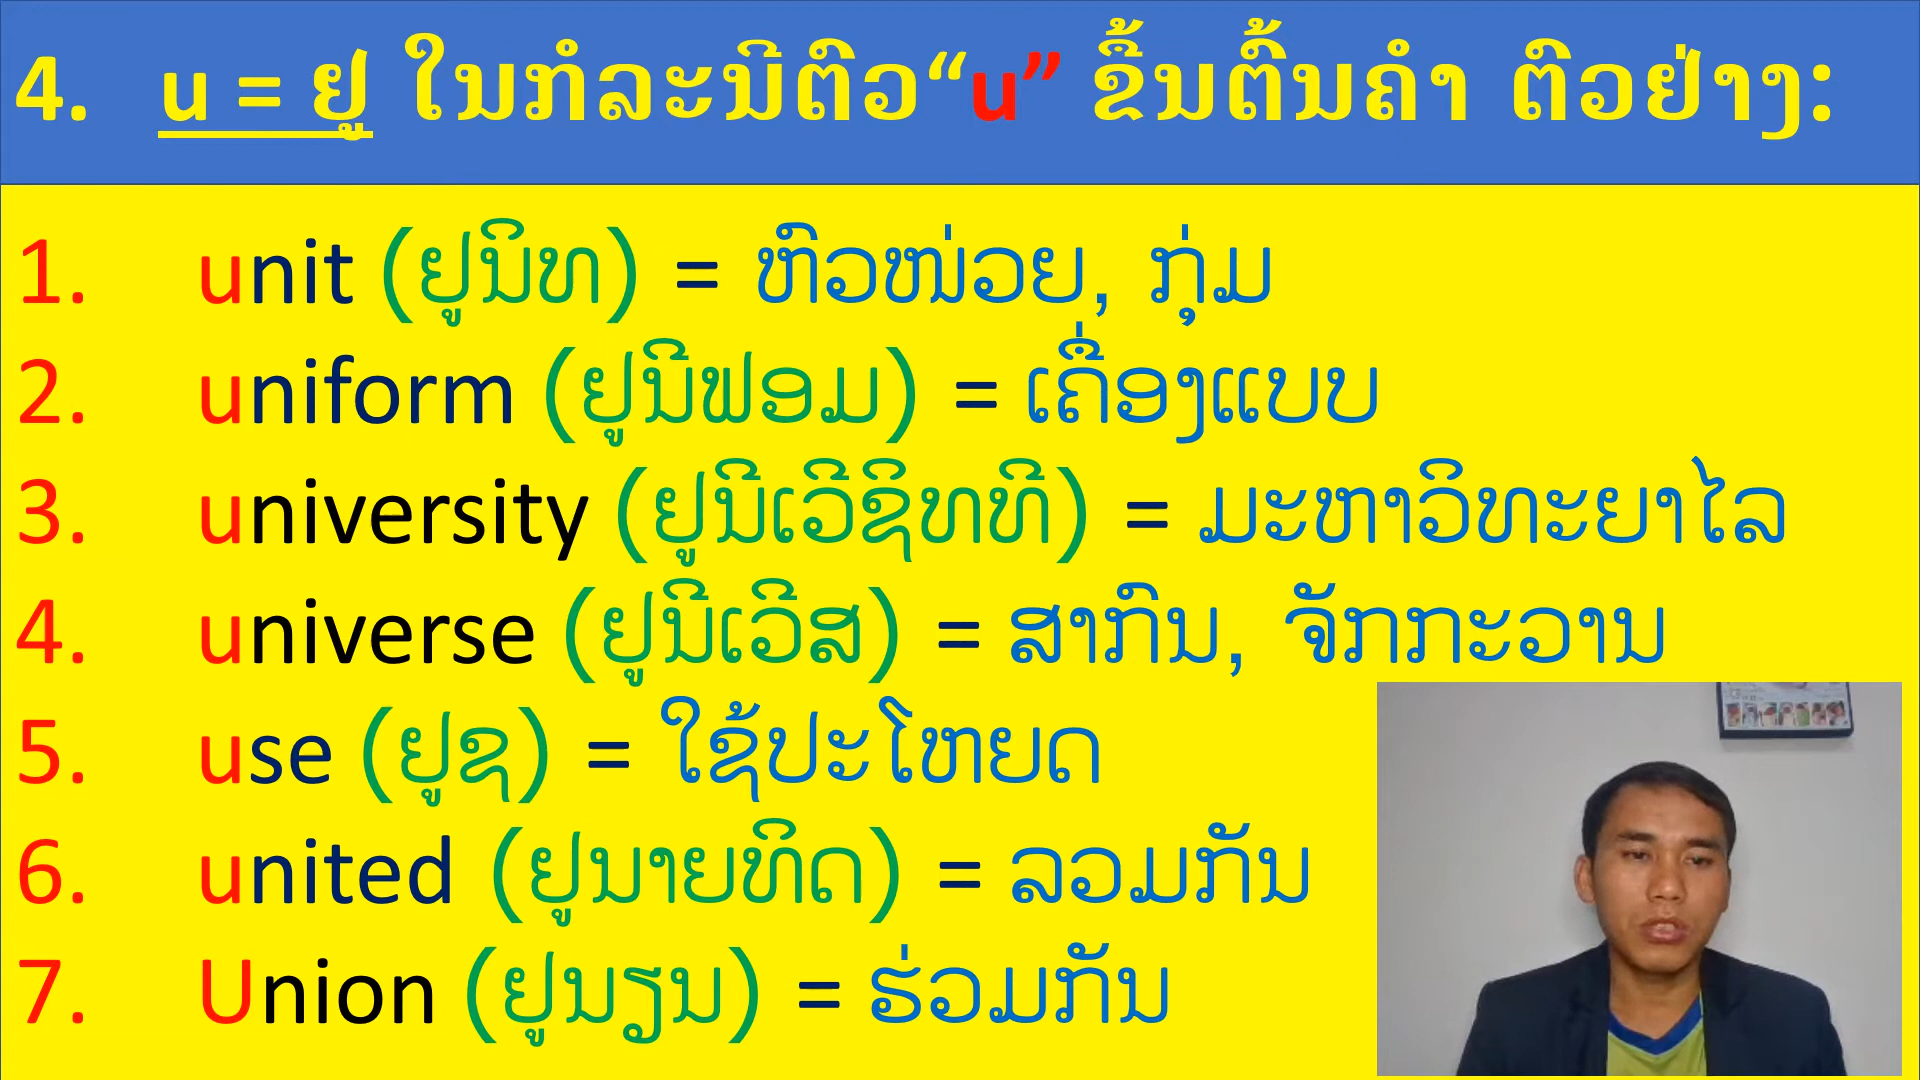 4. u = ຢູ ໃນກໍລະນີຕົວ“u” ຂຶ້ນຕົ້ນຄຳ ຕົວຢ່າງ:
1. unit (ຢູນິທ) = ຫົວໜ່ວຍ, ກຸ່ມ
2. uniform (ຢູນີຟອມ) = ເຄື່ອງແບບ
3. university (ຢູນີເວີຊິທທີ) = ມະຫາວິທະຍາໄລ
4. universe (ຢູນີເວີສ) = ສາກົນ, ຈັກກະວານ
5. use (ຢູຊ) = ໃຊ້ປະໂຫຍດ
6. united (ຢູນາຍທິດ) = ລວມກັນ
7. Union (ຢູນຽນ) = ຮ່ວມກັນ